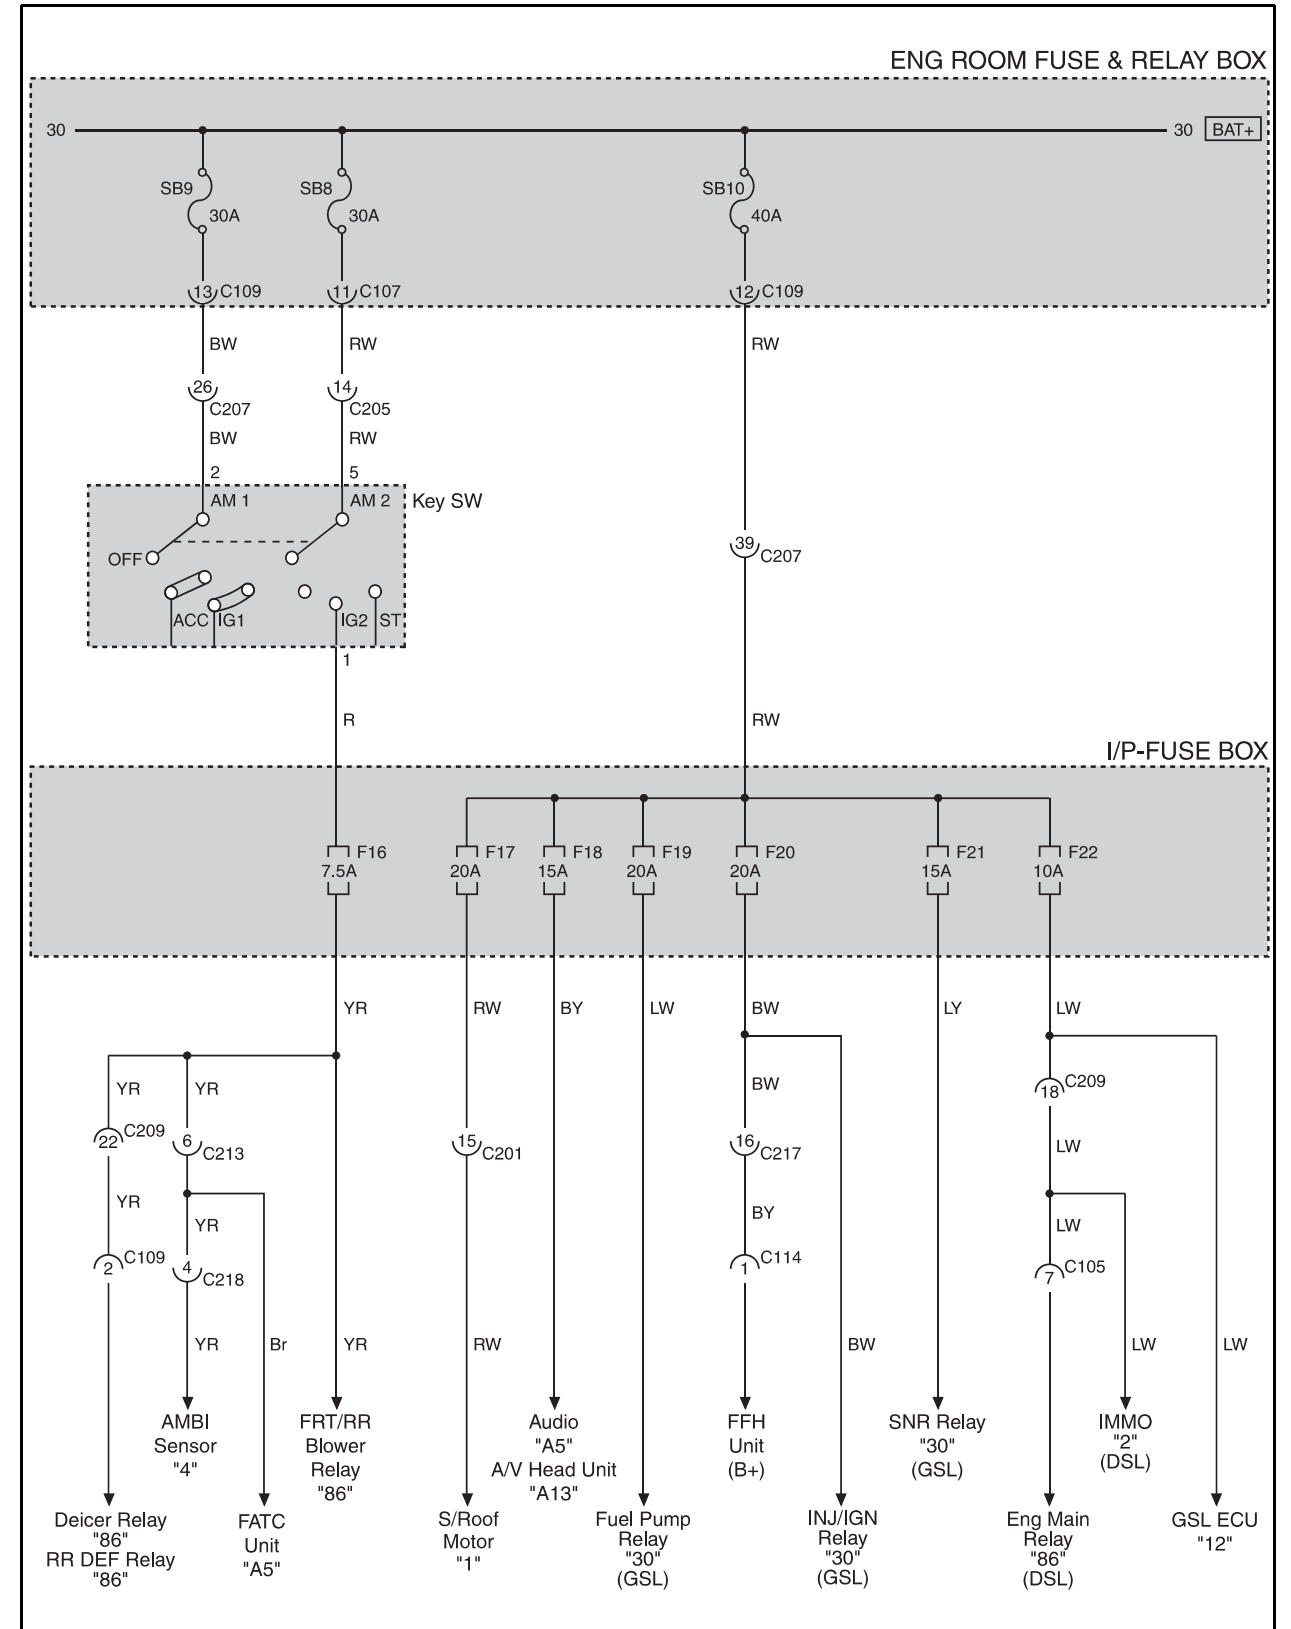 ENG ROOM FUSE & RELAY BOX
30 30 BAT+
SB9 SB8 SB10
30A 30A 40A
13 C109 11 C107 12 C109
BW RW RW
26 14
C207 C205
BW RW
2 5
AM 1 AM 2 Key SW
39
C207
OFF
ACC IG1 IG2 ST
1
R RW
I/P-FUSE BOX
F16 F17 F18 F19 F20 F21 F22
7.5A 20A 15A 20A 20A 15A 10A
YR RW BY LW BW LY LW
YR YR BW 18 C209
22 C209 6 C213 15 C201 16 C217
LW
YR YR BY LW
2 C109 4 C218 1 C114 7 C105
YR Br YR RW BW LW LW
AMBI FRT/RR Audio FFH SNR Relay IMMO
Sensor Blower "A5" Unit "30" "2"
"4" Relay A/V Head Unit (B+) (GSL) (DSL)
"86" "A13"
Deicer Relay FATC S/Roof Fuel Pump INJ/IGN Eng Main GSL ECU
"86" Unit Motor Relay Relay Relay "12"
RR DEF Relay "A5" "1" "30" "30" "86"
"86" (GSL) (GSL) (DSL)